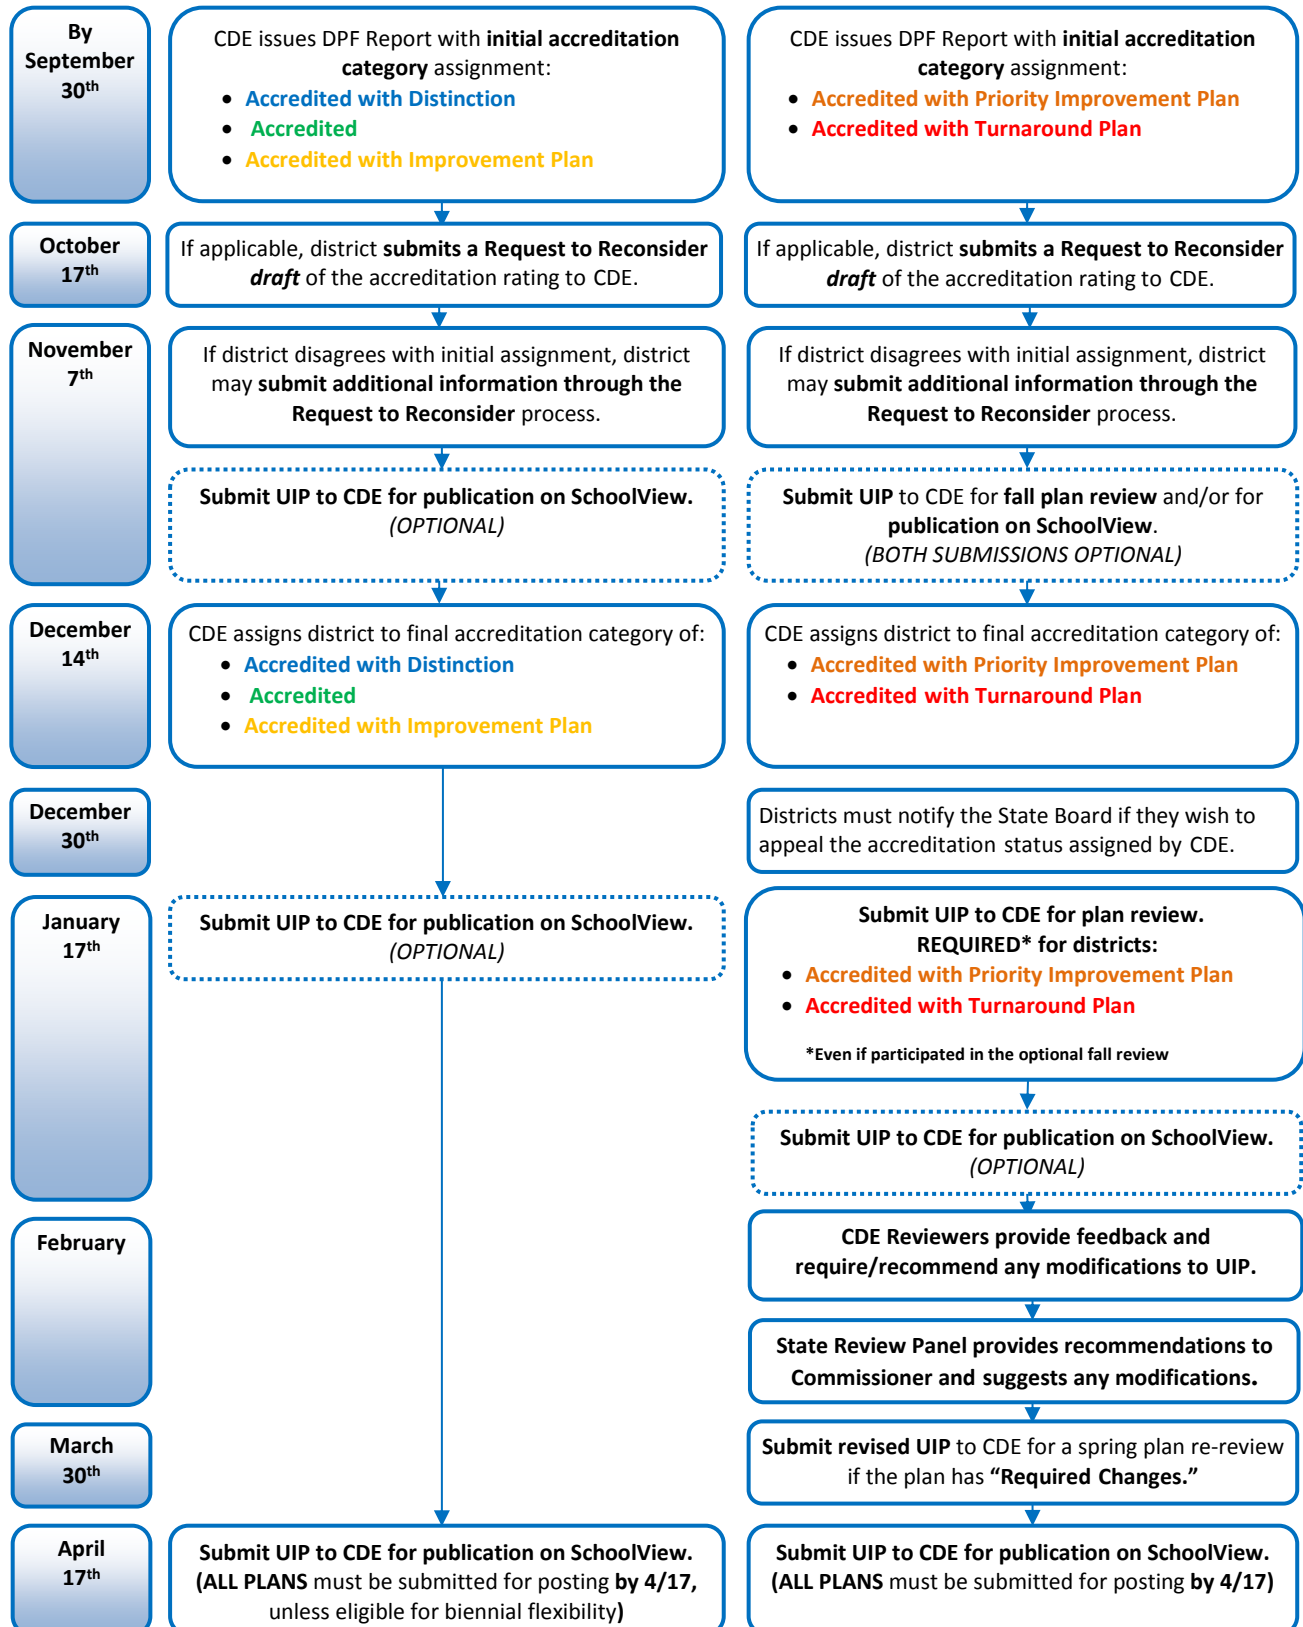 By
September
30th
CDE issues DPF Report with initial accreditation
category assignment:
• Accredited with Distinction
• Accredited
• Accredited with Improvement Plan
CDE issues DPF Report with initial accreditation
category assignment:
• Accredited with Priority Improvement Plan
• Accredited with Turnaround Plan
October
17th
If applicable, district submits a Request to Reconsider
draft of the accreditation rating to CDE.
If applicable, district submits a Request to Reconsider
draft of the accreditation rating to CDE.
November
7th
If district disagrees with initial assignment, district
may submit additional information through the
Request to Reconsider process.
If district disagrees with initial assignment, district
may submit additional information through the
Request to Reconsider process.
Submit UIP to CDE for publication on SchoolView.
(OPTIONAL)
Submit UIP to CDE for fall plan review and/or for
publication on SchoolView.
(BOTH SUBMISSIONS OPTIONAL)
December
14th
CDE assigns district to final accreditation category of:
• Accredited with Distinction
• Accredited
• Accredited with Improvement Plan
CDE assigns district to final accreditation category of:
• Accredited with Priority Improvement Plan
• Accredited with Turnaround Plan
December
30th
Districts must notify the State Board if they wish to
appeal the accreditation status assigned by CDE.
January
17th
Submit UIP to CDE for publication on SchoolView.
(OPTIONAL)
Submit UIP to CDE for plan review.
REQUIRED* for districts:
• Accredited with Priority Improvement Plan
• Accredited with Turnaround Plan
*Even if participated in the optional fall review
Submit UIP to CDE for publication on SchoolView.
(OPTIONAL)
February
CDE Reviewers provide feedback and
require/recommend any modifications to UIP.
State Review Panel provides recommendations to
Commissioner and suggests any modifications.
March
30th
Submit revised UIP to CDE for a spring plan re-review
if the plan has “Required Changes.”
April
17th
Submit UIP to CDE for publication on SchoolView.
(ALL PLANS must be submitted for posting by 4/17,
unless eligible for biennial flexibility)
Submit UIP to CDE for publication on SchoolView.
(ALL PLANS must be submitted for posting by 4/17)